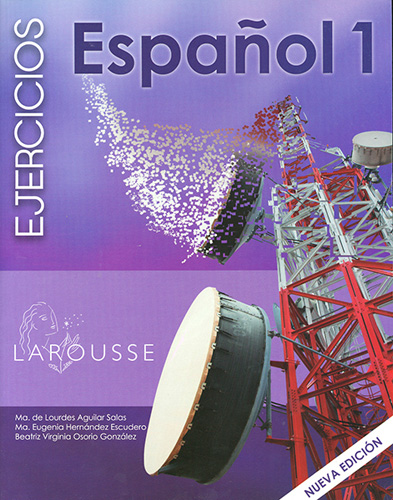 EJERCICIOS
Español 1
LAROUSSE
Ma. de Lourdes Aguilar Salas
Ma. Eugenia Hernández Escudero
Beatriz Virginia Osorio González
NUEVA EDICIÓN